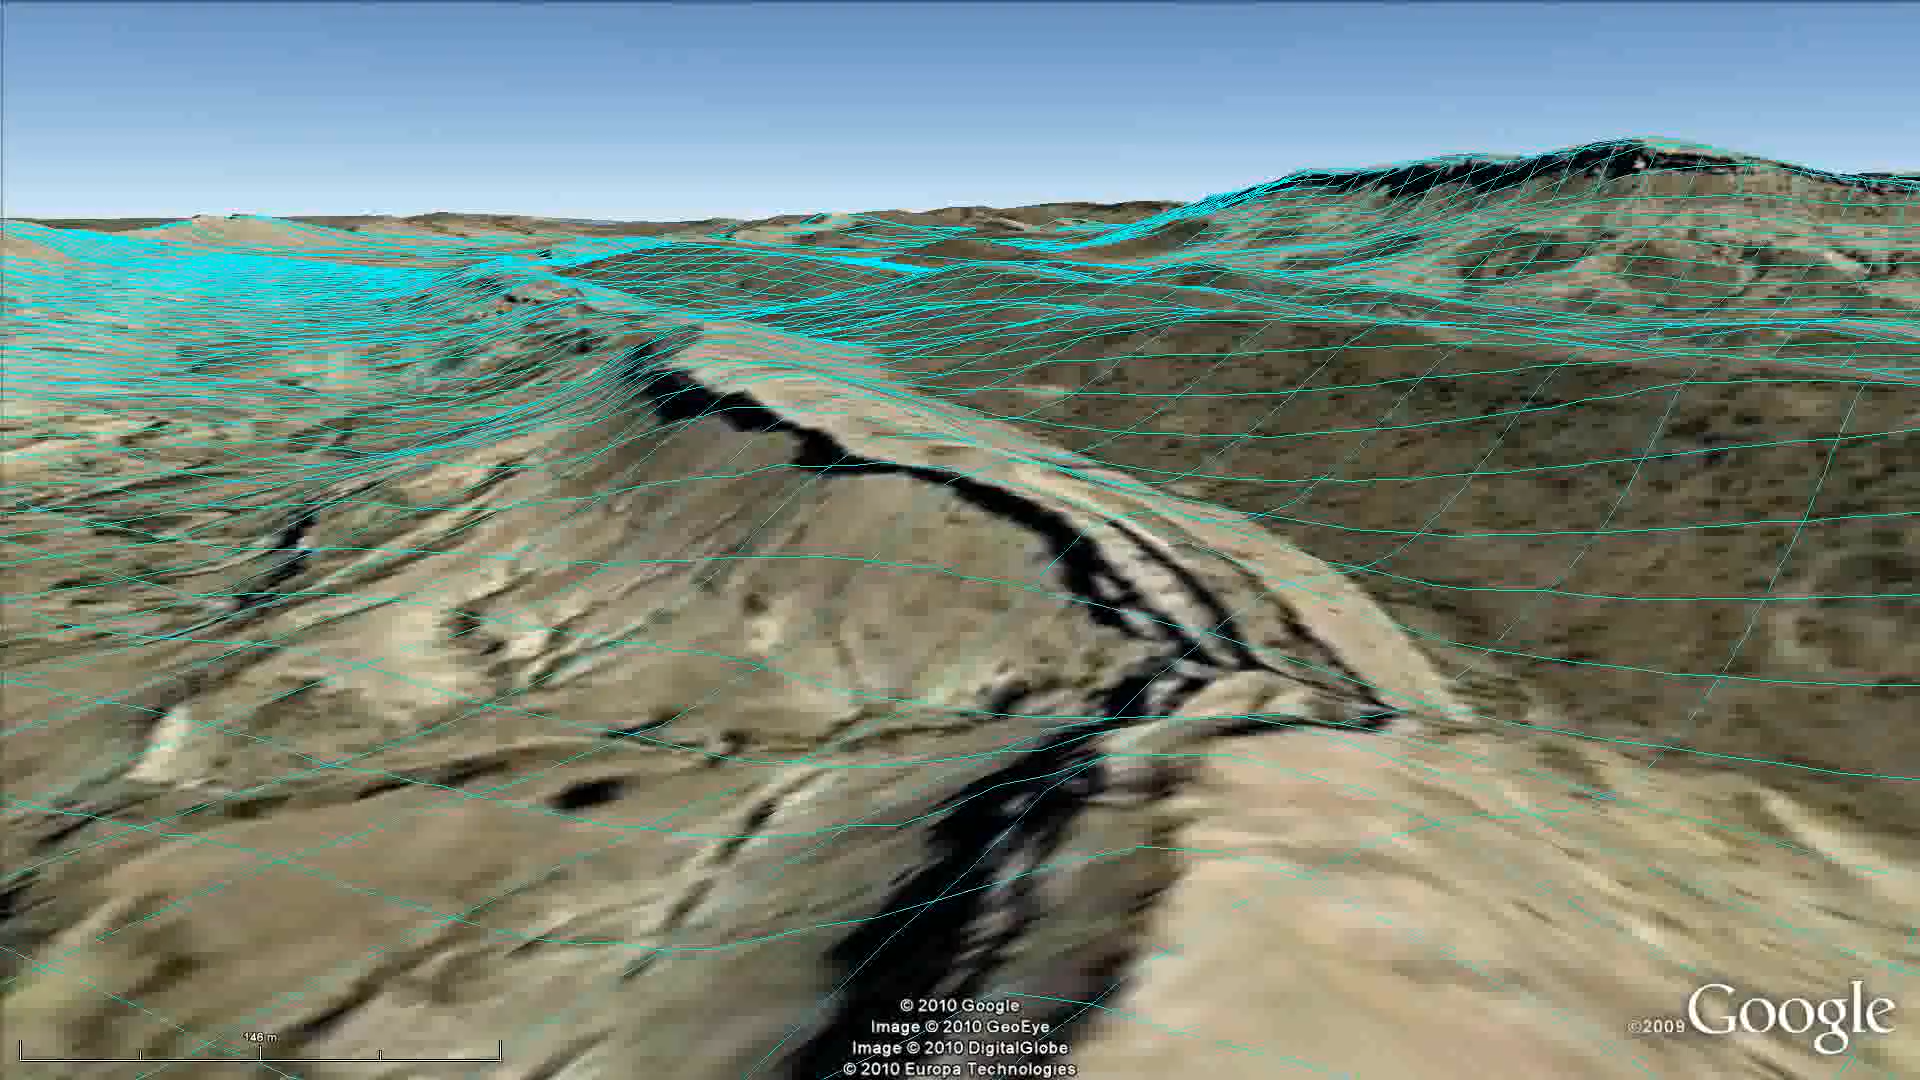 146 m
© 2010 Google
Image © 2010 GeoEye
Image © 2010 DigitalGlobe
© 2010 Europa Technologies
©2009 Google